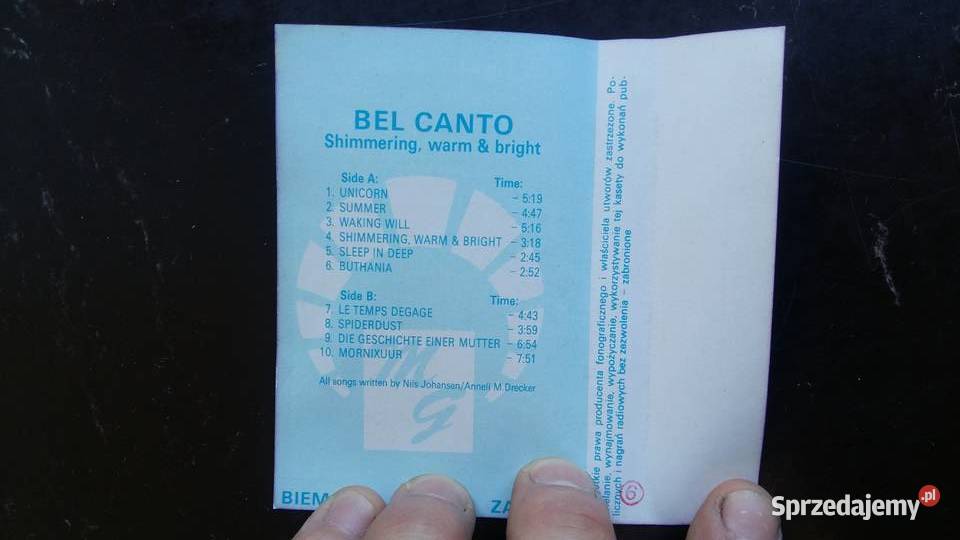 BEL CANTO
Shimmering, warm & bright
Side A: Time:
1. UNICORN – 5:19
2. SUMMER – 4:47
3. WAKING WILL – 5:16
4. SHIMMERING, WARM & BRIGHT – 3:18
5. SLEEP IN DEEP – 2:45
6. BUTHANIA – 2:52
Side B: Time:
7. LE TEMPS DEGAGE – 4:43
8. SPIDERDUST – 3:59
9. DIE GESCHICHTE EINER MUTTER – 6:54
10. MORNIXUUR – 7:51
All songs written by Nils Johansen/Anneli M Drecker
MG
BIEM
ZA
prawa producenta fonograficznego i właściciela utworów zastrzeżone. Po-
wynajmowanie, wypożyczanie, wykorzystywanie tej kasety do wykonań pub-
licznych i nagrań radiowych bez zezwolenia – zabronione
6
Sprzedajemy.pl